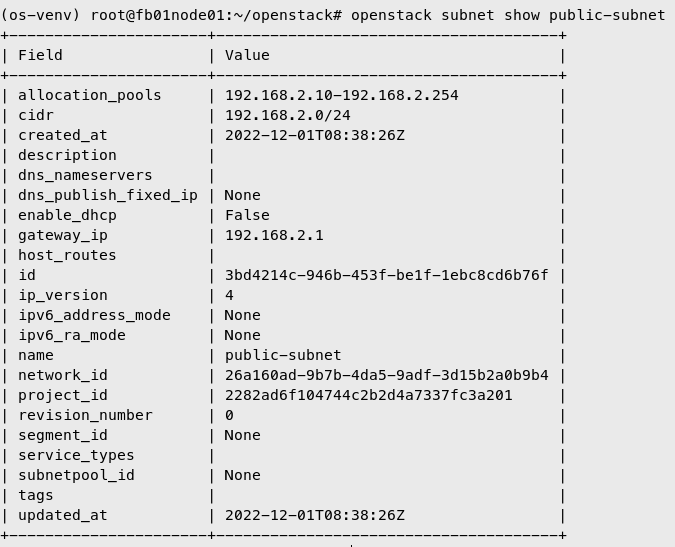 (os-venv) root@fb01node01:~/openstack# openstack subnet show public-subnet
+----------------------+--------------------------------------+
| Field                | Value                                |
+----------------------+--------------------------------------+
| allocation_pools     | 192.168.2.10-192.168.2.254           |
| cidr                 | 192.168.2.0/24                       |
| created_at           | 2022-12-01T08:38:26Z                 |
| description          |                                      |
| dns_nameservers      |                                      |
| dns_publish_fixed_ip | None                                 |
| enable_dhcp          | False                                |
| gateway_ip           | 192.168.2.1                          |
| host_routes          |                                      |
| id                   | 3bd4214c-946b-453f-be1f-1ebc8cd6b76f |
| ip_version           | 4                                    |
| ipv6_address_mode    | None                                 |
| ipv6_ra_mode         | None                                 |
| name                 | public-subnet                        |
| network_id           | 26a160ad-9b7b-4da5-9adf-3d15b2a0b9b4 |
| project_id           | 2282ad6f104744c2b2d4a7337fc3a201     |
| revision_number      | 0                                    |
| segment_id           | None                                 |
| service_types        |                                      |
| subnetpool_id        | None                                 |
| tags                 |                                      |
| updated_at           | 2022-12-01T08:38:26Z                 |
+----------------------+--------------------------------------+